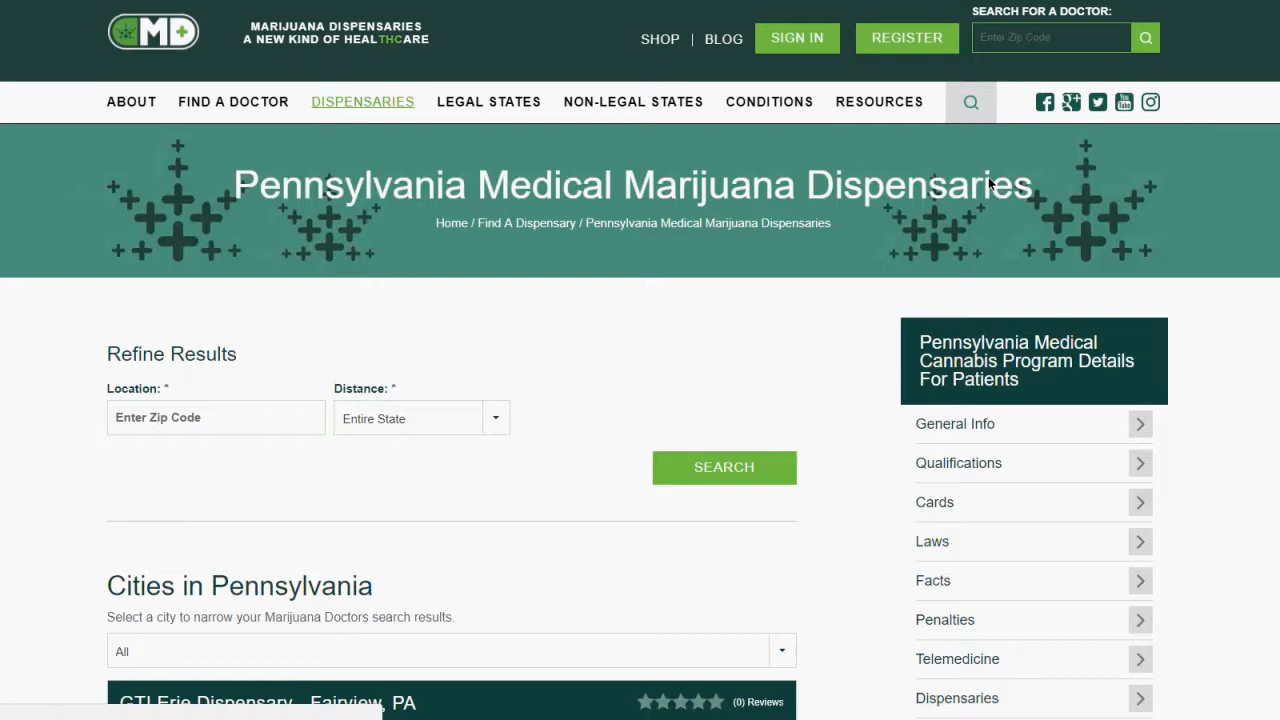 MD
MARIJUANA DISPENSARIES
A NEW KIND OF HEALTHCARE
SHOP | BLOG
SIGN IN
REGISTER
SEARCH FOR A DOCTOR:
Enter Zip Code
ABOUT
FIND A DOCTOR
DISPENSARIES
LEGAL STATES
NON-LEGAL STATES
CONDITIONS
RESOURCES
Pennsylvania Medical Marijuana Dispensaries
Home / Find A Dispensary / Pennsylvania Medical Marijuana Dispensaries
Refine Results
Location: *
Distance: *
Enter Zip Code
Entire State
SEARCH
Cities in Pennsylvania
Select a city to narrow your Marijuana Doctors search results.
All
GTI Erie Dispensary - Fairview, PA
(0) Reviews
Pennsylvania Medical
Cannabis Program Details
For Patients
General Info
Qualifications
Cards
Laws
Facts
Penalties
Telemedicine
Dispensaries